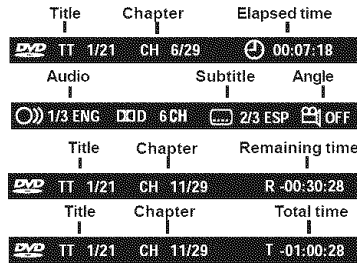 Title Chapter Elapsed time
DVD TT 1/21 CH 6/29 00:07:18
Audio Subtitle Angle
1/3 ENG D 6CH 2/3 ESP OFF
Title Chapter Remaining time
DVD TT 1/21 CH 11/29 R -00:30:28
Title Chapter Total time
DVD TT 1/21 CH 11/29 T -01:00:28